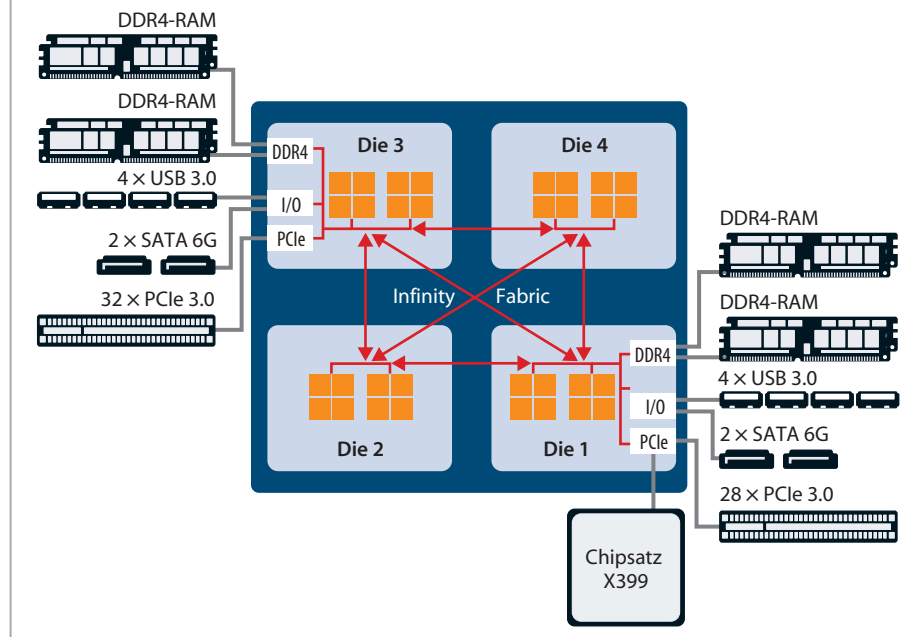 DDR4-RAM
DDR4-RAM
4 × USB 3.0
2 × SATA 6G
32 × PCIe 3.0
DDR4
I/O
PCIe
Die 3
Die 4
Infinity Fabric
Die 2
Die 1
DDR4
I/O
PCIe
DDR4-RAM
DDR4-RAM
4 × USB 3.0
2 × SATA 6G
28 × PCIe 3.0
Chipsatz
X399